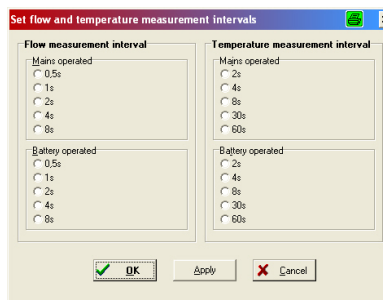 Set flow and temperature measurement intervals
Flow measurement interval
Mains operated
0,5s
1s
2s
4s
8s
Battery operated
0,5s
1s
2s
4s
8s
Temperature measurement interval
Mains operated
2s
4s
8s
30s
60s
Battery operated
2s
4s
8s
30s
60s
OK
Apply
Cancel